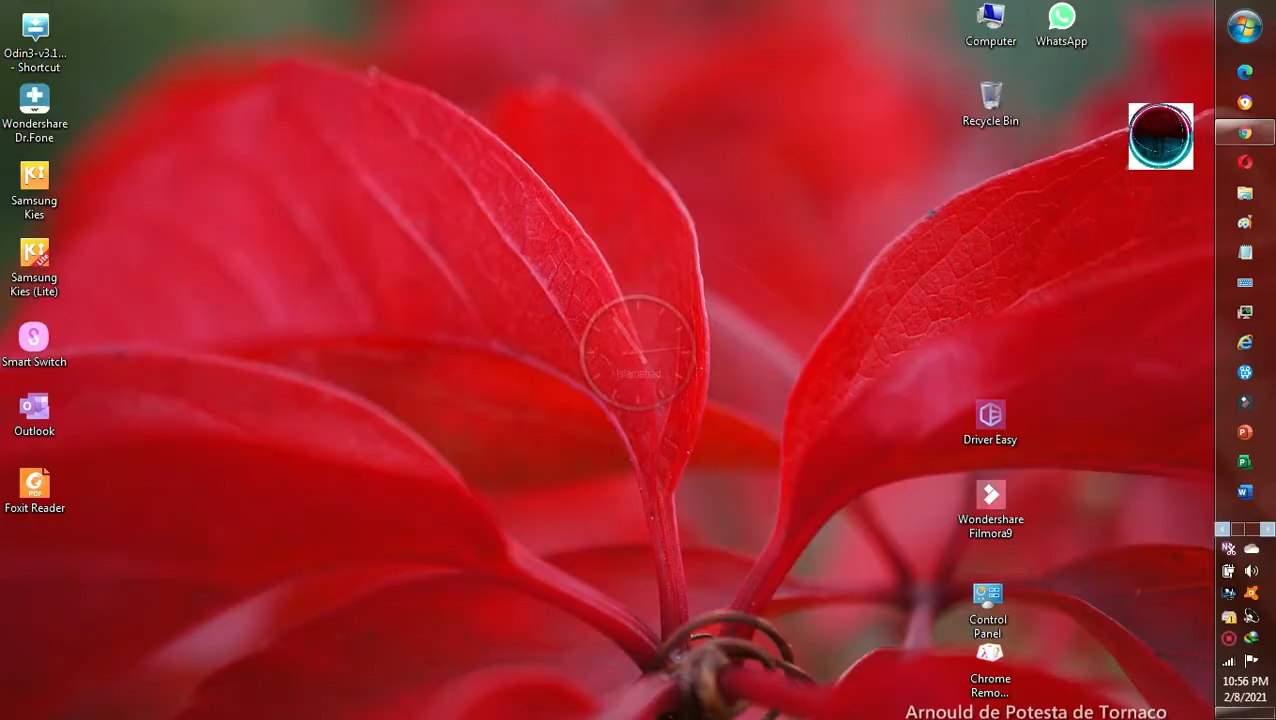 Odin3-v3.1...
- Shortcut
Wondershare
Dr.Fone
Samsung
Kies
Samsung
Kies (Lite)
Smart Switch
Outlook
Foxit Reader
Islamabad
Computer
WhatsApp
Recycle Bin
Driver Easy
Wondershare
Filmora9
Control
Panel
Chrome
Remo...
Arnould de Potesta de Tornaco
10:56 PM
2/8/2021